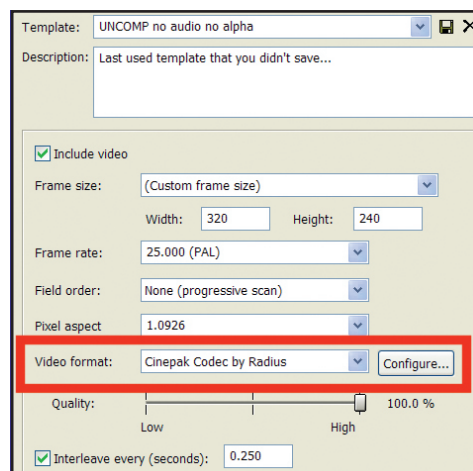 Template: UNCOMP no audio no alpha
Description: Last used template that you didn't save...
Include video
Frame size: (Custom frame size)
Width: 320 Height: 240
Frame rate: 25.000 (PAL)
Field order: None (progressive scan)
Pixel aspect 1.0926
Video format: Cinepak Codec by Radius Configure...
Quality: 100.0 %
Low High
Interleave every (seconds): 0.250